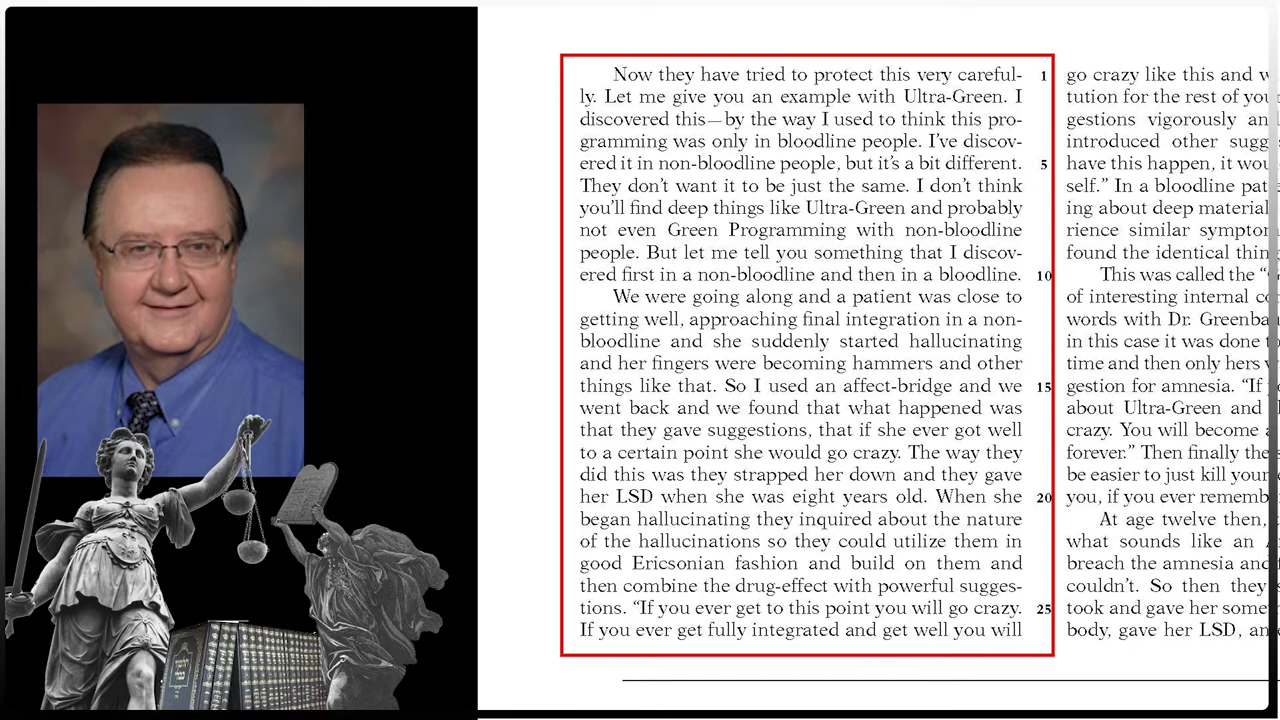 Now they have tried to protect this very careful-
ly. Let me give you an example with Ultra-Green. I
discovered this—by the way I used to think this pro-
gramming was only in bloodline people. I’ve discov-
ered it in non-bloodline people, but it’s a bit different.
They don’t want it to be just the same. I don’t think
you’ll find deep things like Ultra-Green and probably
not even Green Programming with non-bloodline
people. But let me tell you something that I discov-
ered first in a non-bloodline and then in a bloodline.
We were going along and a patient was close to
getting well, approaching final integration in a non-
bloodline and she suddenly started hallucinating
and her fingers were becoming hammers and other
things like that. So I used an affect-bridge and we
went back and we found that what happened was
that they gave suggestions, that if she ever got well
to a certain point she would go crazy. The way they
did this was they strapped her down and they gave
her LSD when she was eight years old. When she
began hallucinating they inquired about the nature
of the hallucinations so they could utilize them in
good Ericsonian fashion and build on them and
then combine the drug-effect with powerful sugges-
tions. “If you ever get to this point you will go crazy.
If you ever get fully integrated and get well you will
1
5
10
15
20
25
go crazy like this and
tution for the rest of
gestions vigorously
introduced other
have this happen, it
self.” In a bloodline
ing about deep material
rience similar
found the identical
This was called the
of interesting internal
words with Dr.
in this case it was done
time and then only hers
gestion for amnesia. “If
about Ultra-Green and
crazy. You will become
forever.” Then finally
be easier to just kill
you, if you ever
At age twelve then,
what sounds like an
breach the amnesia
couldn’t. So then they
took and gave her
body, gave her LSD,